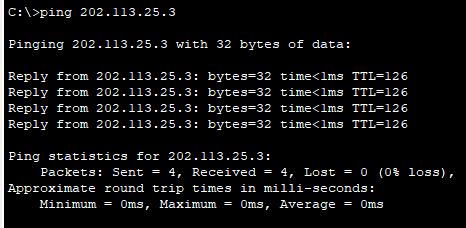 C:\>ping 202.113.25.3
Pinging 202.113.25.3 with 32 bytes of data:
Reply from 202.113.25.3: bytes=32 time<1ms TTL=126
Reply from 202.113.25.3: bytes=32 time<1ms TTL=126
Reply from 202.113.25.3: bytes=32 time<1ms TTL=126
Reply from 202.113.25.3: bytes=32 time<1ms TTL=126
Ping statistics for 202.113.25.3:
    Packets: Sent = 4, Received = 4, Lost = 0 (0% loss),
Approximate round trip times in milli-seconds:
    Minimum = 0ms, Maximum = 0ms, Average = 0ms